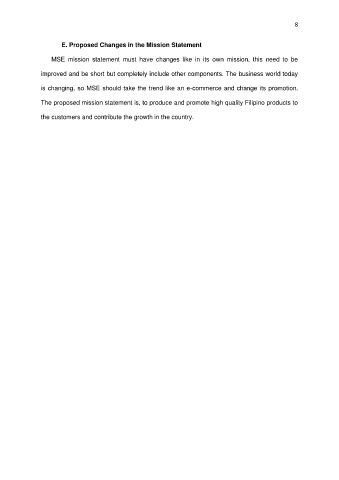 8
E. Proposed Changes in the Mission Statement
MSE mission statement must have changes like in its own mission, this need to be
improved and be short but completely include other components. The business world today
is changing, so MSE should take the trend like an e-commerce and change its promotion.
The proposed mission statement is, to produce and promote high quality Filipino products to
the customers and contribute the growth in the country.